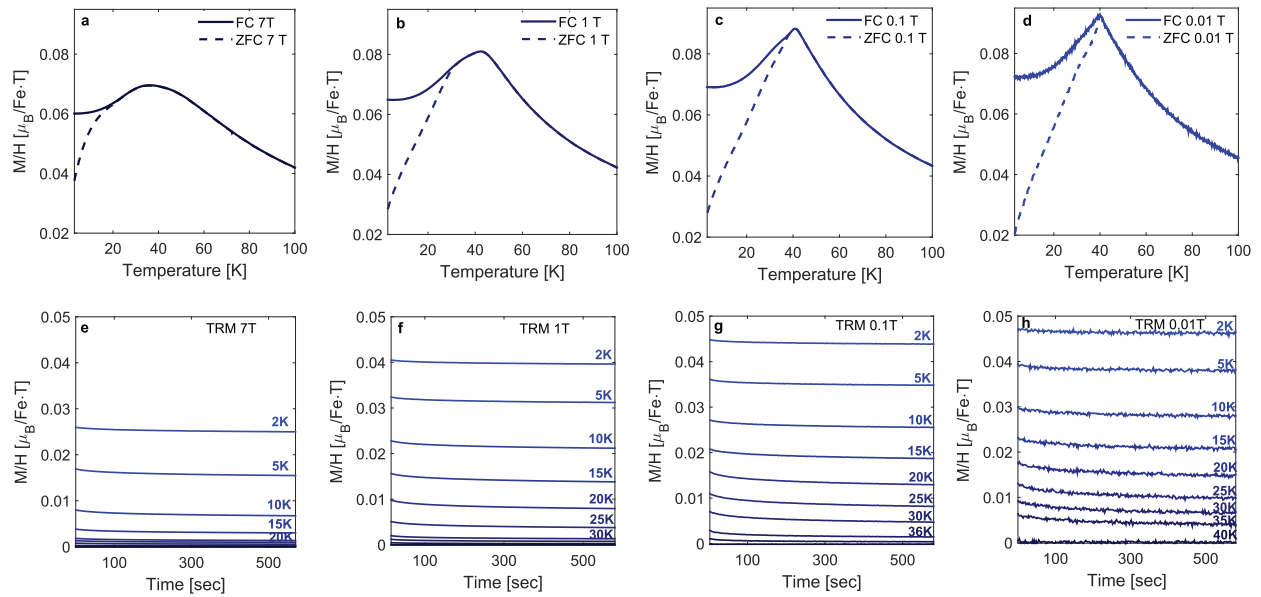 a
FC 7T
ZFC 7 T
0.08
0.06
0.04
0.02
20
40
60
80
100
M/H [μB/Fe·T]
Temperature [K]
b
FC 1 T
ZFC 1 T
0.08
0.06
0.04
0.02
20
40
60
80
100
M/H [μB/Fe·T]
Temperature [K]
c
FC 0.1 T
ZFC 0.1 T
0.08
0.06
0.04
0.02
20
40
60
80
100
M/H [μB/Fe·T]
Temperature [K]
d
FC 0.01 T
ZFC 0.01 T
0.08
0.06
0.04
0.02
20
40
60
80
100
M/H [μB/Fe·T]
Temperature [K]
e
TRM 7T
0.05
0.04
0.03
0.02
0.01
0
2K
5K
10K
15K
20K
100
300
500
M/H [μB/Fe·T]
Time [sec]
f
TRM 1T
0.05
0.04
0.03
0.02
0.01
0
2K
5K
10K
15K
20K
25K
30K
100
300
500
M/H [μB/Fe·T]
Time [sec]
g
TRM 0.1T
0.05
0.04
0.03
0.02
0.01
0
2K
5K
10K
15K
20K
25K
30K
36K
100
300
500
M/H [μB/Fe·T]
Time [sec]
h
TRM 0.01T
0.05
0.04
0.03
0.02
0.01
0
2K
5K
10K
15K
20K
25K
30K
35K
40K
100
300
500
M/H [μB/Fe·T]
Time [sec]